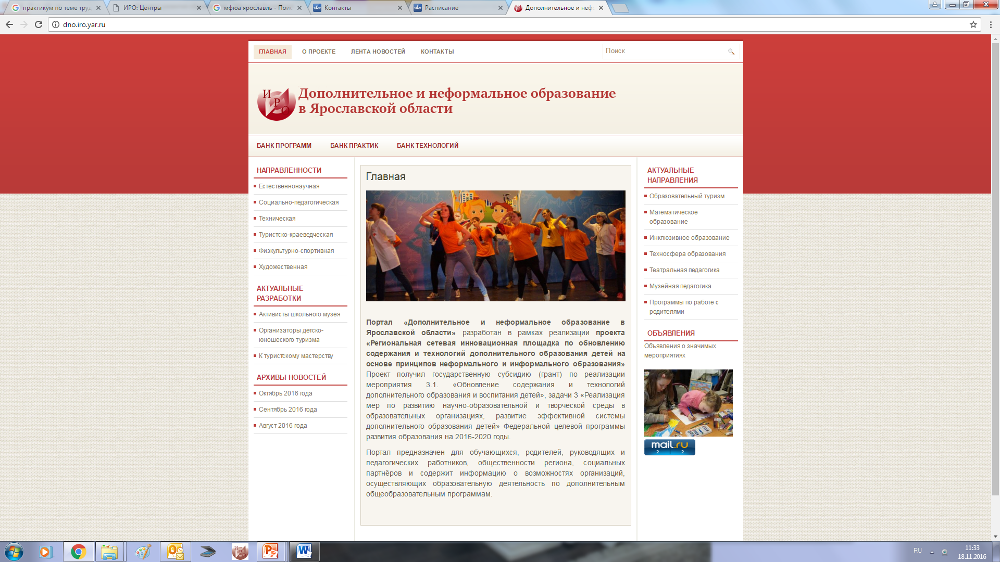 практикум по теме труд
ИРО: Центры
мфюа ярославль - Поис
Контакты
Расписание
Дополнительное и неф
dno.iro.yar.ru
ГЛАВНАЯ
О ПРОЕКТЕ
ЛЕНТА НОВОСТЕЙ
КОНТАКТЫ
Поиск
ИРО
Дополнительное и неформальное образование
в Ярославской области
БАНК ПРОГРАММ
БАНК ПРАКТИК
БАНК ТЕХНОЛОГИЙ
НАПРАВЛЕННОСТИ
Естественнонаучная
Социально-педагогическая
Техническая
Туристско-краеведческая
Физкультурно-спортивная
Художественная
АКТУАЛЬНЫЕ
РАЗРАБОТКИ
Активисты школьного музея
Организаторы детско-
юношеского туризма
К туристскому мастерству
АРХИВЫ НОВОСТЕЙ
Октябрь 2016 года
Сентябрь 2016 года
Август 2016 года
Главная
Портал «Дополнительное и неформальное образование в
Ярославской области» разработан в рамках реализации проекта
«Региональная сетевая инновационная площадка по обновлению
содержания и технологий дополнительного образования детей на
основе принципов неформального и информального образования»
Проект получил государственную субсидию (грант) по реализации
мероприятия 3.1. «Обновление содержания и технологий
дополнительного образования и воспитания детей», задачи 3 «Реализация
мер по развитию научно-образовательной и творческой среды в
образовательных организациях, развитие эффективной системы
дополнительного образования детей» Федеральной целевой программы
развития образования на 2016-2020 годы.
Портал предназначен для обучающихся, родителей, руководящих и
педагогических работников, общественности региона, социальных
партнёров и содержит информацию о возможностях организаций,
осуществляющих образовательную деятельность по дополнительным
общеобразовательным программам.
АКТУАЛЬНЫЕ
НАПРАВЛЕНИЯ
Образовательный туризм
Математическое
образование
Инклюзивное образование
Техносфера образования
Театральная педагогика
Музейная педагогика
Программы по работе с
родителями
ОБЪЯВЛЕНИЯ
Объявления о значимых
мероприятиях
mail.ru
2 2
RU
11:33
18.11.2016